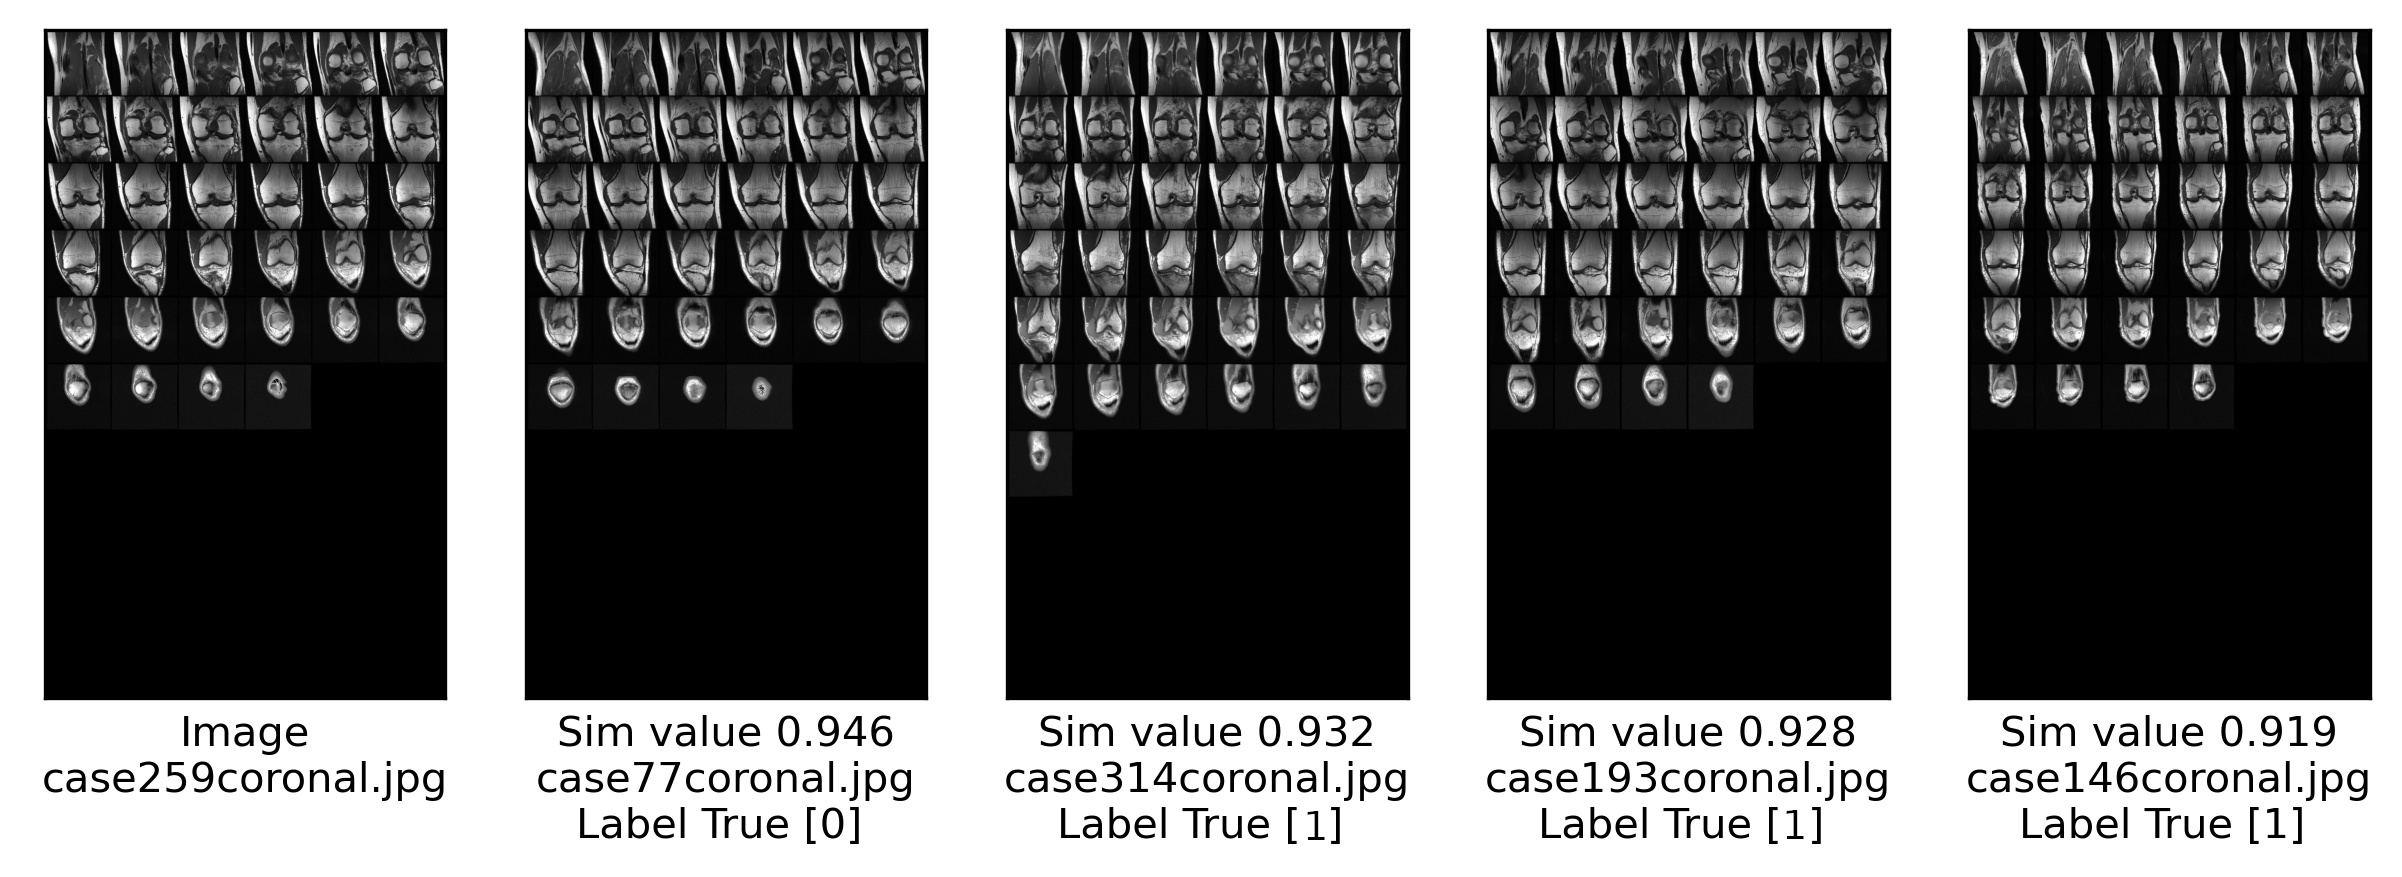 Image
case259coronal.jpg
Sim value 0.946
case77coronal.jpg
Label True [0]
Sim value 0.932
case314coronal.jpg
Label True [1]
Sim value 0.928
case193coronal.jpg
Label True [1]
Sim value 0.919
case146coronal.jpg
Label True [1]